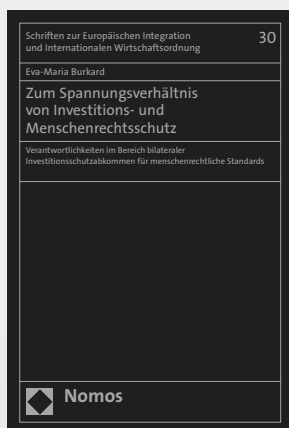 Schriften zur Europäischen Integration
und Internationalen Wirtschaftsordnung
30
Eva-Maria Burkard
Zum Spannungsverhältnis
von Investitions- und
Menschenrechtsschutz
Verantwortlichkeiten im Bereich bilateraler
Investitionsschutzabkommen für menschenrechtliche Standards
Nomos